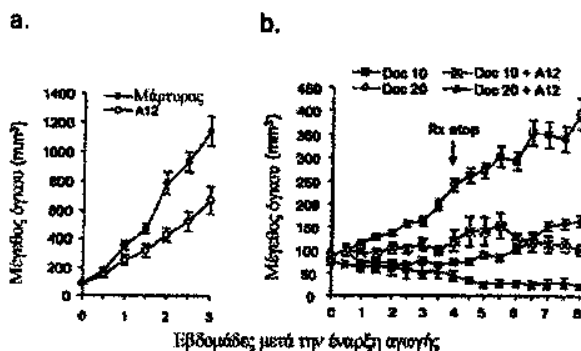 a.
b.
Μάρτυρας
A12
Doc 10
Doc 10 + A12
Doc 20
Doc 20 + A12
Rx stop
Μέγεθος όγκου (mm³)
1400
1200
1000
800
600
400
200
0
0 1 2 3
Μέγεθος όγκου (mm³)
450
400
350
300
250
200
150
100
50
0
0 1 2 3 4 5 6 7 8
Εβδομάδες μετά την έναρξη αγωγής